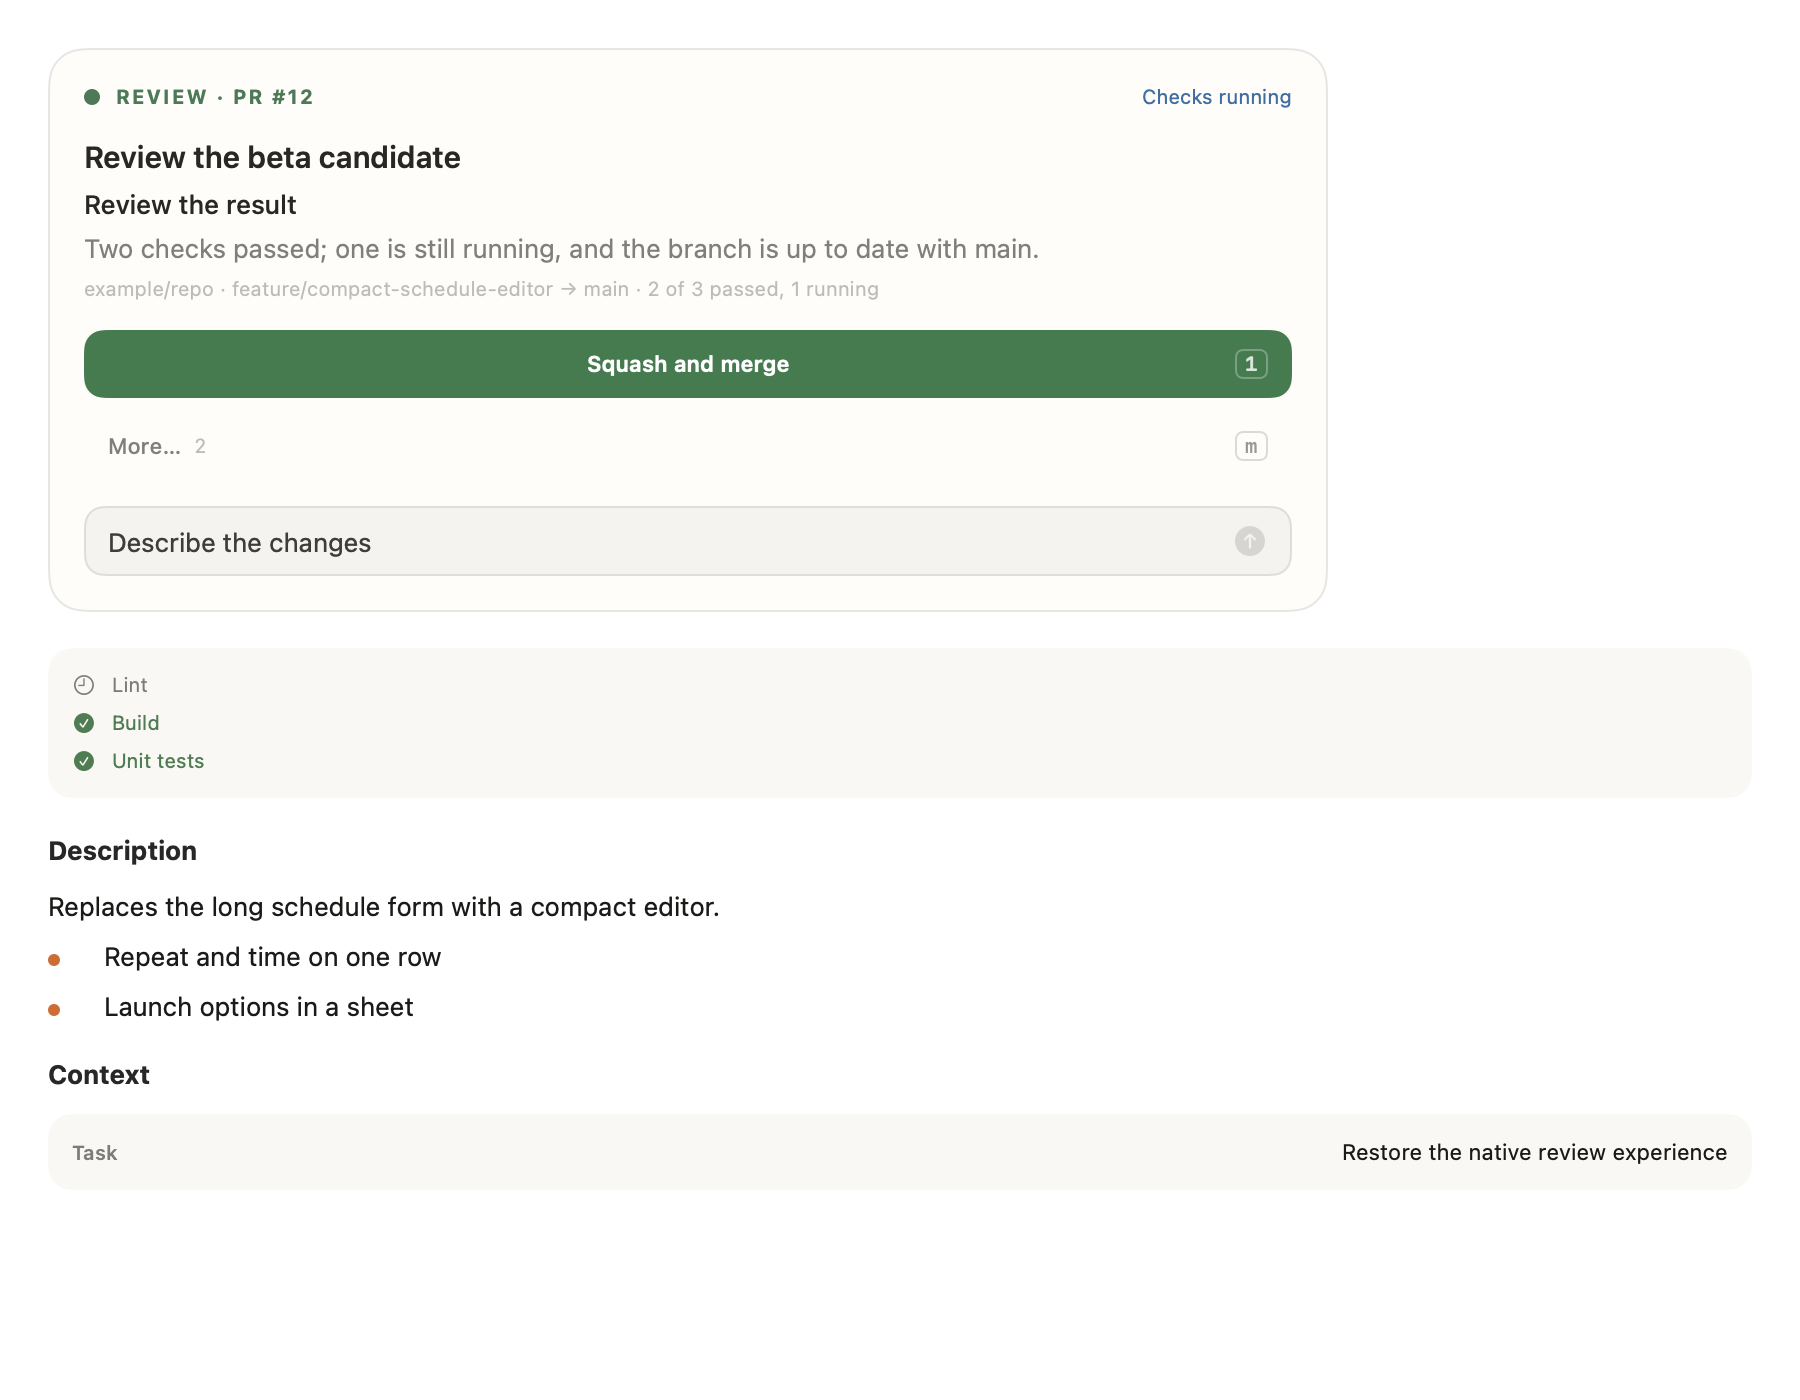 REVIEW · PR #12
Checks running
Review the beta candidate
Review the result
Two checks passed; one is still running, and the branch is up to date with main.
example/repo · feature/compact-schedule-editor → main · 2 of 3 passed, 1 running
Squash and merge 1
More... 2 m
Describe the changes
Lint
Build
Unit tests
Description
Replaces the long schedule form with a compact editor.
Repeat and time on one row
Launch options in a sheet
Context
Task
Restore the native review experience